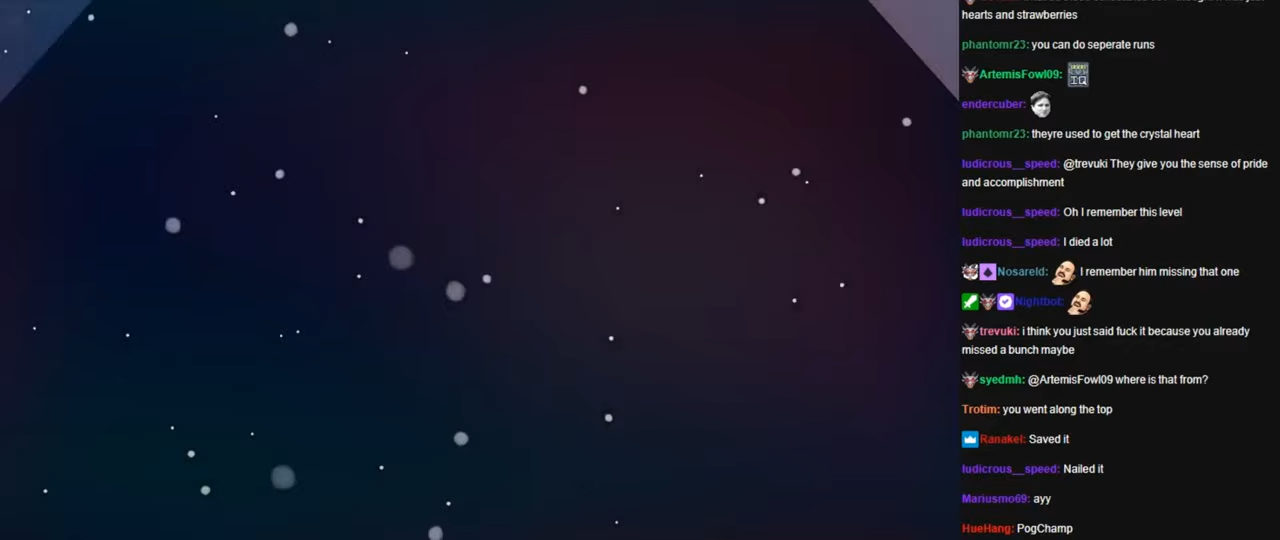 hearts and strawberries
phantomr23: you can do seperate runs
ArtemisFowl09:
endercuber:
phantomr23: theyre used to get the crystal heart
ludicrous__speed: @trevuki They give you the sense of pride
and accomplishment
ludicrous__speed: Oh I remember this level
ludicrous__speed: I died a lot
Nosareld: I remember him missing that one
Nightbot:
trevuki: i think you just said fuck it because you already
missed a bunch maybe
syedmh: @ArtemisFowl09 where is that from?
Trotim: you went along the top
Ranakel: Saved it
ludicrous__speed: Nailed it
Mariusmo69: ayy
HueHang: PogChamp